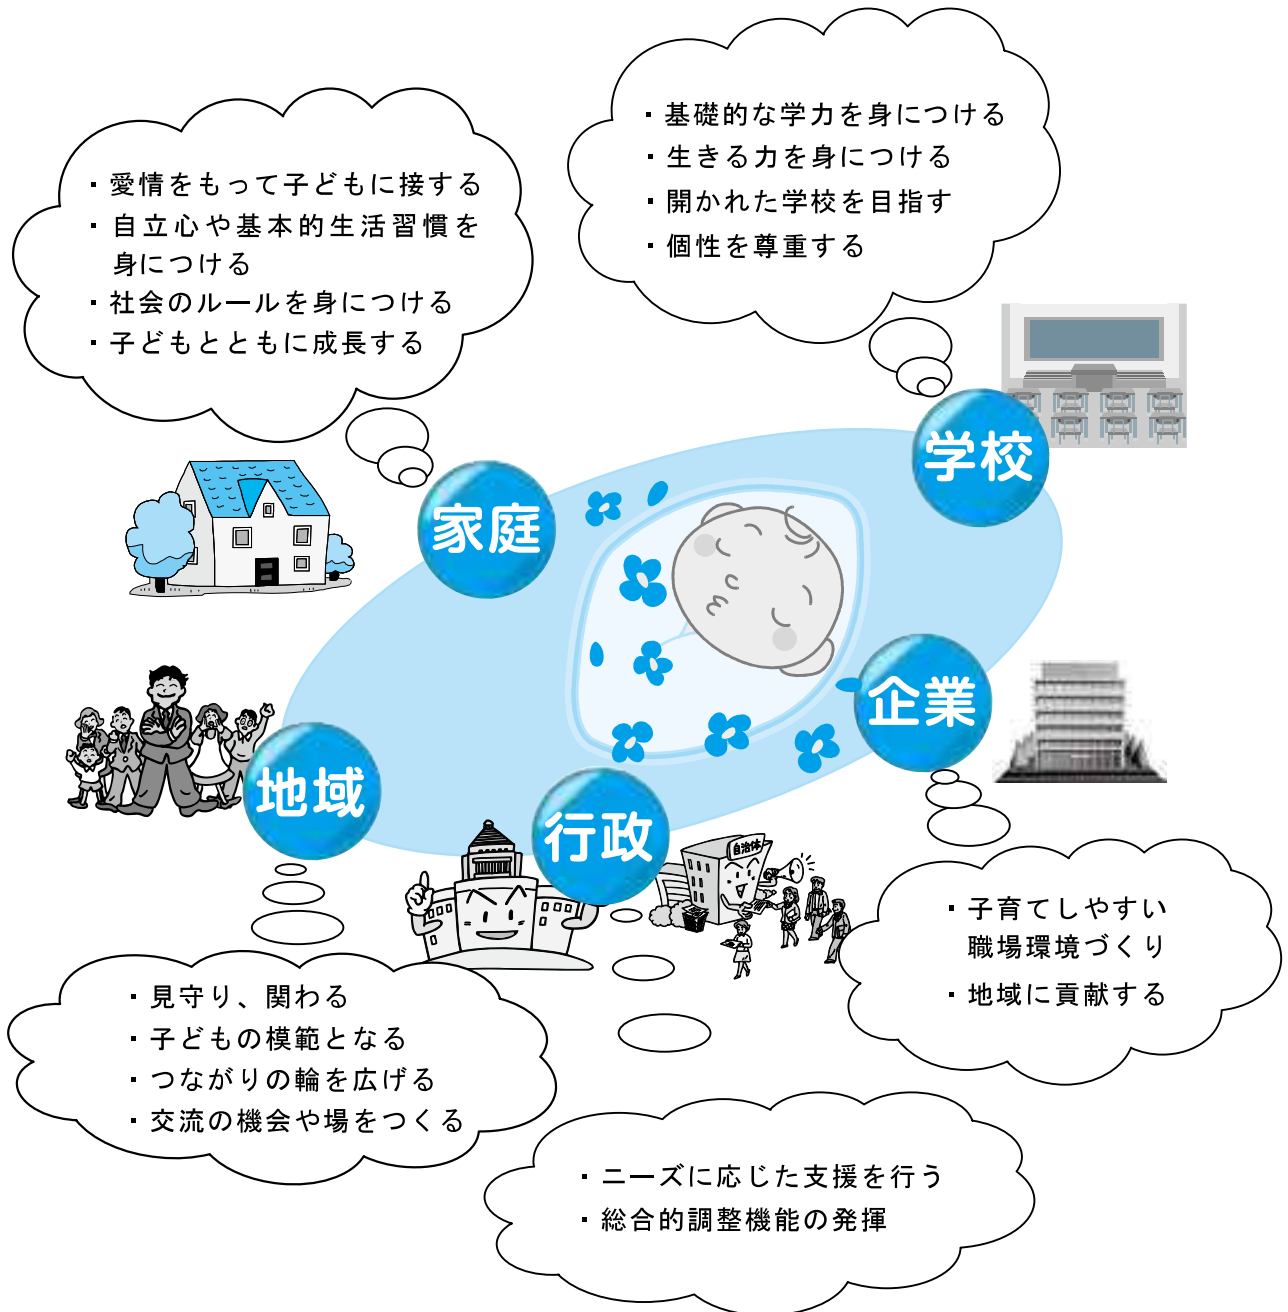 ・基礎的な学力を身につける
・生きる力を身につける
・開かれた学校を目指す
・個性を尊重する
・愛情をもって子どもに接する
・自立心や基本的生活習慣を
身につける
・社会のルールを身につける
・子どもとともに成長する
学校
家庭
企業
地域
行政
自治体
・子育てしやすい
職場環境づくり
・地域に貢献する
・見守り、関わる
・子どもの模範となる
・つながりの輪を広げる
・交流の機会や場をつくる
・ニーズに応じた支援を行う
・総合的調整機能の発揮